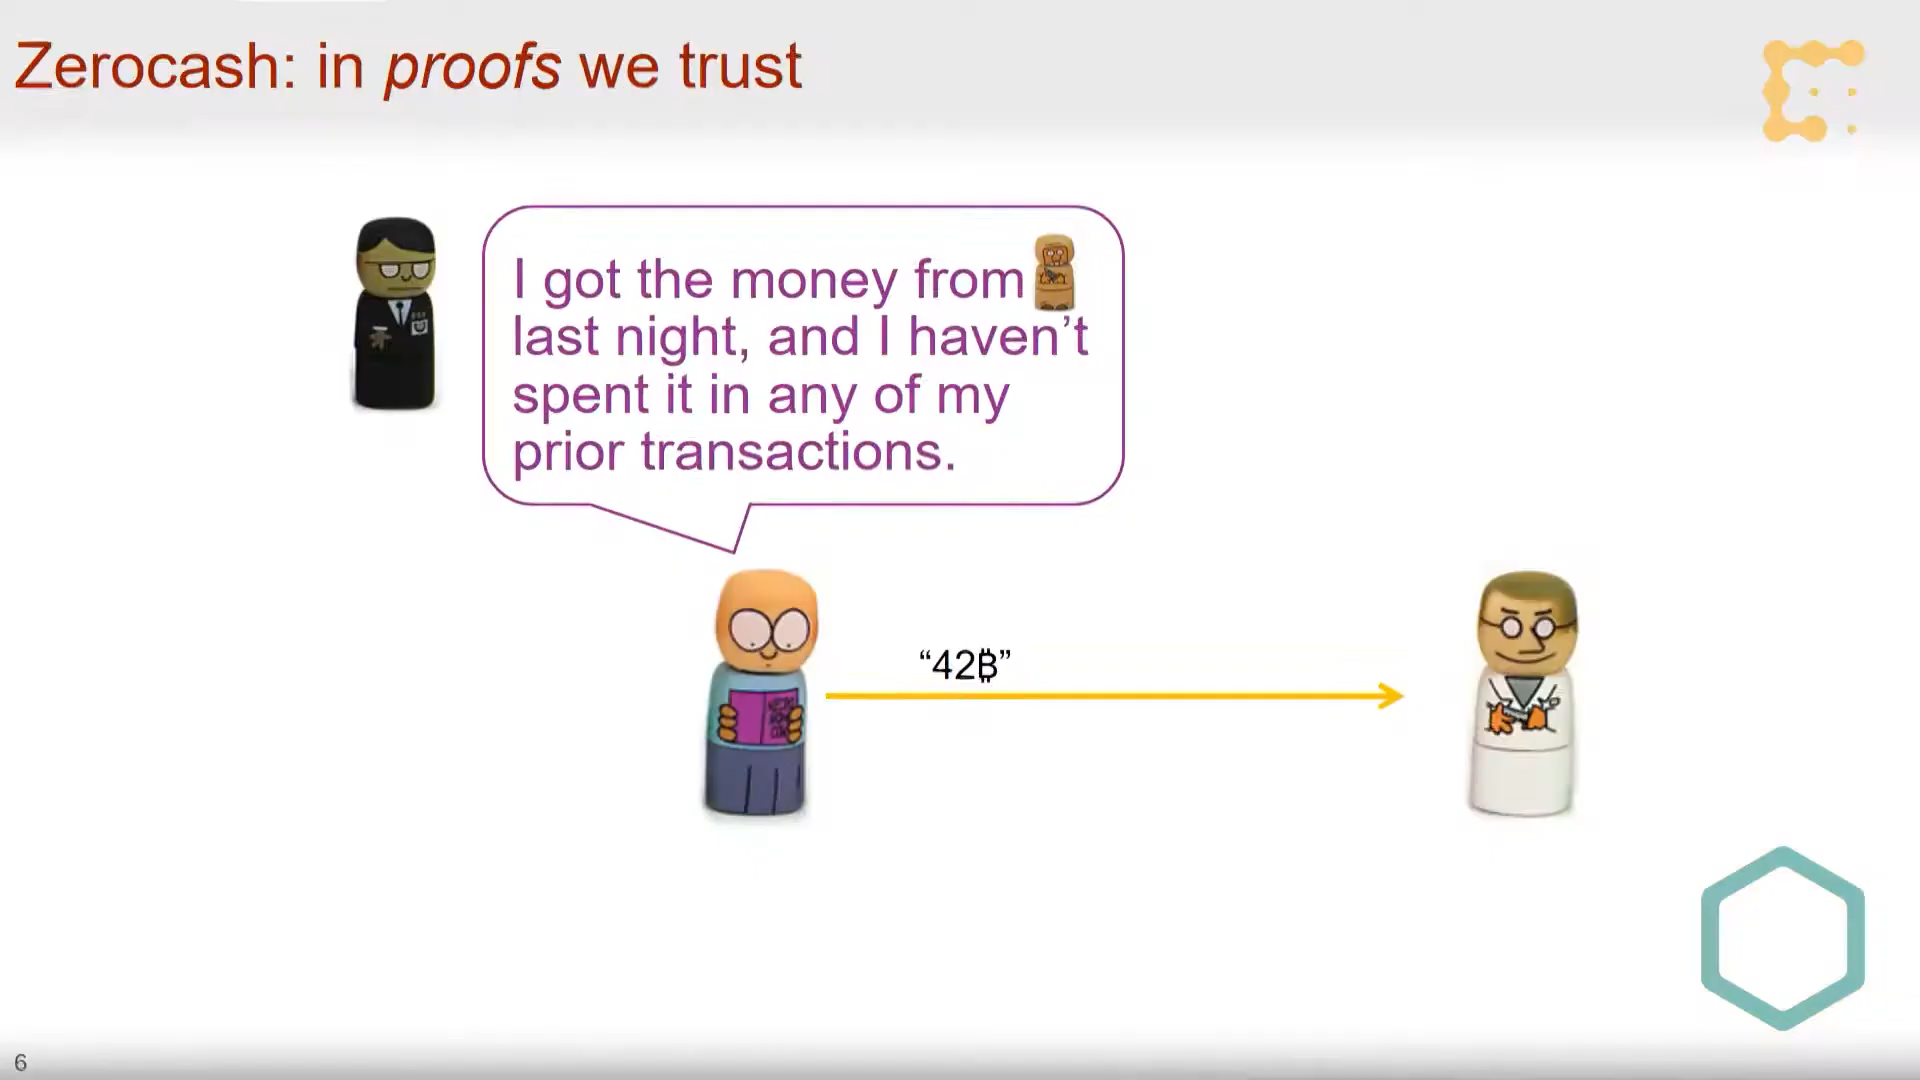 Zerocash: in proofs we trust
I got the money from
last night, and I haven’t
spent it in any of my
prior transactions.
“42₿”
6